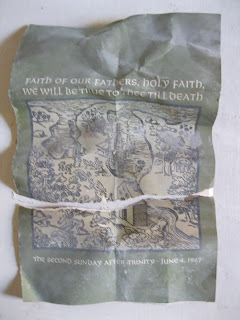 FAITH OF OUR FATHERS, HOLY FAITH,
WE WILL BE TRUE TO THEE TILL DEATH
THE SECOND SUNDAY AFTER TRINITY · JUNE 4, 1967